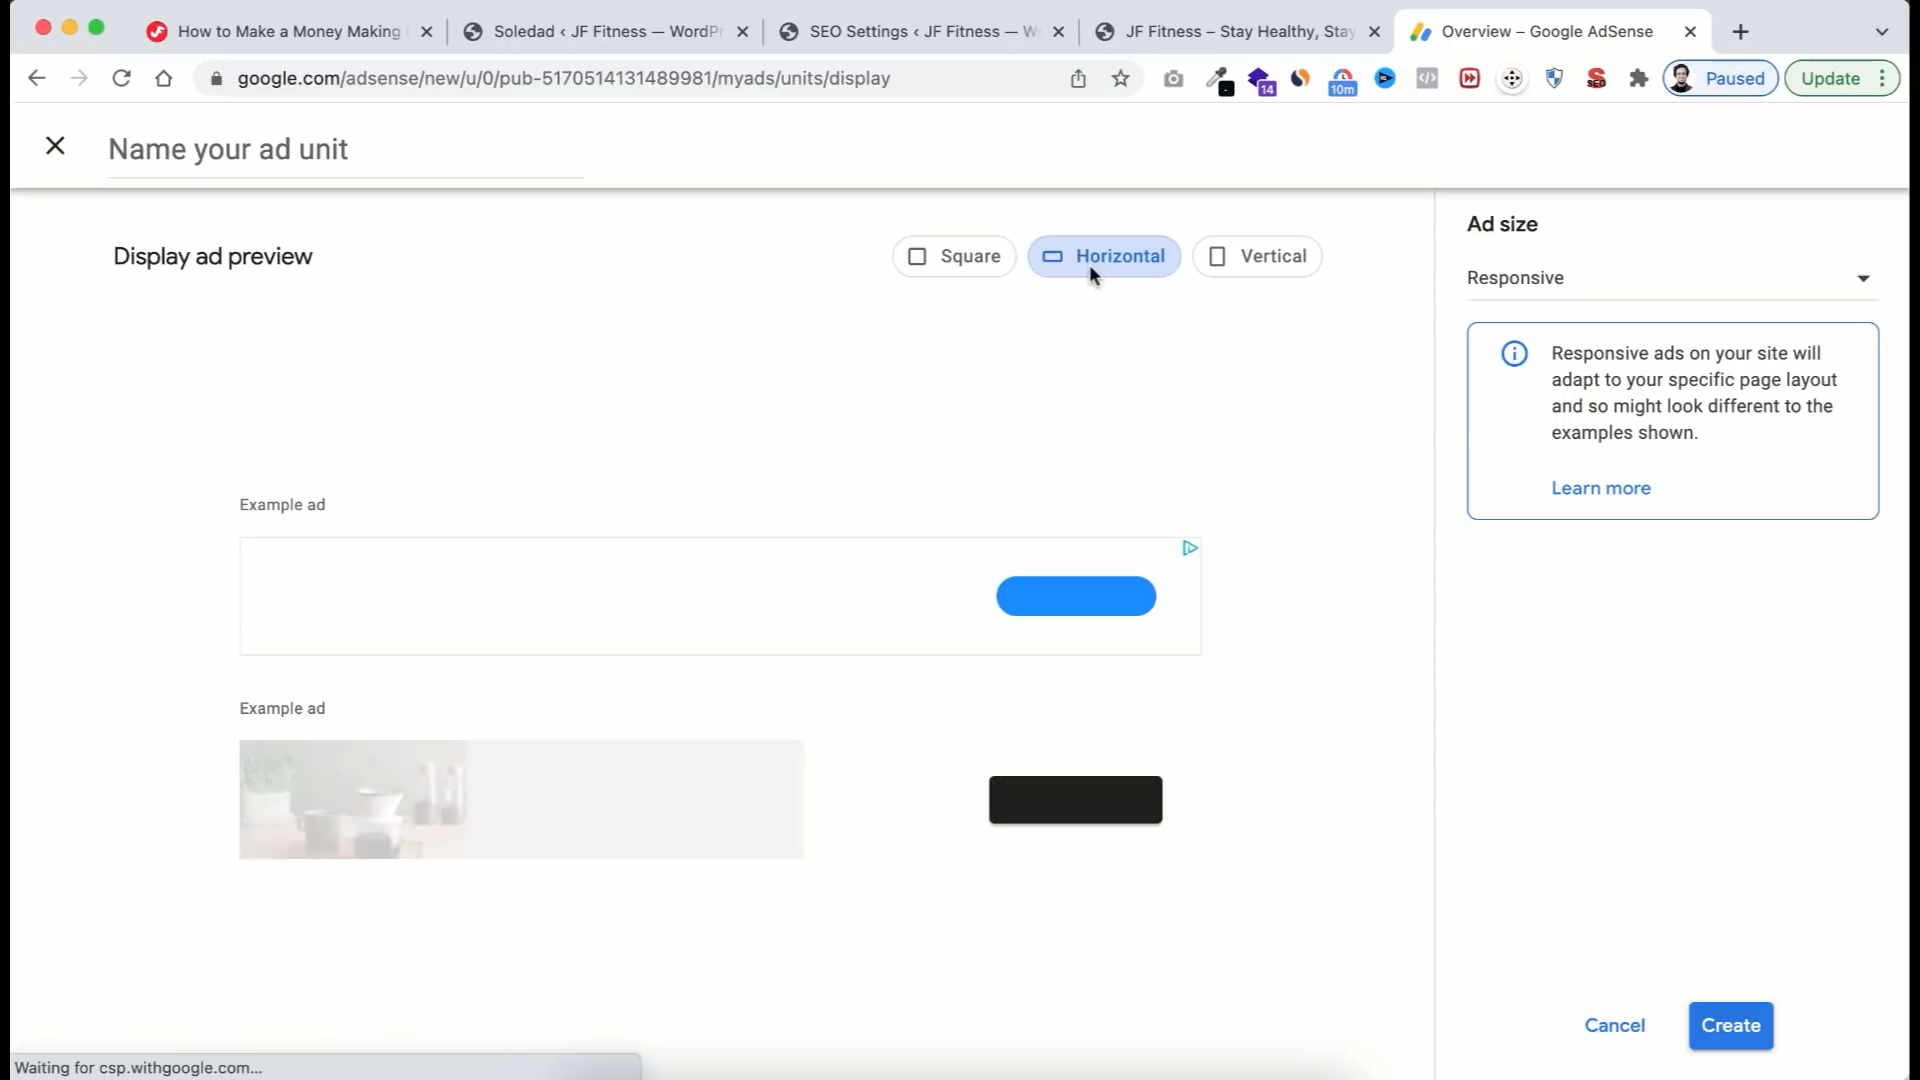 How to Make a Money Making
Soledad ‹ JF Fitness — WordPr
SEO Settings ‹ JF Fitness — W
JF Fitness – Stay Healthy, Stay
Overview – Google AdSense
google.com/adsense/new/u/0/pub-5170514131489981/myads/units/display
14
10m
SEO
Paused
Update
Name your ad unit
Display ad preview
Square
Horizontal
Vertical
Ad size
Responsive
Responsive ads on your site will
adapt to your specific page layout
and so might look different to the
examples shown.
Learn more
Example ad
Example ad
Cancel
Create
Waiting for csp.withgoogle.com...